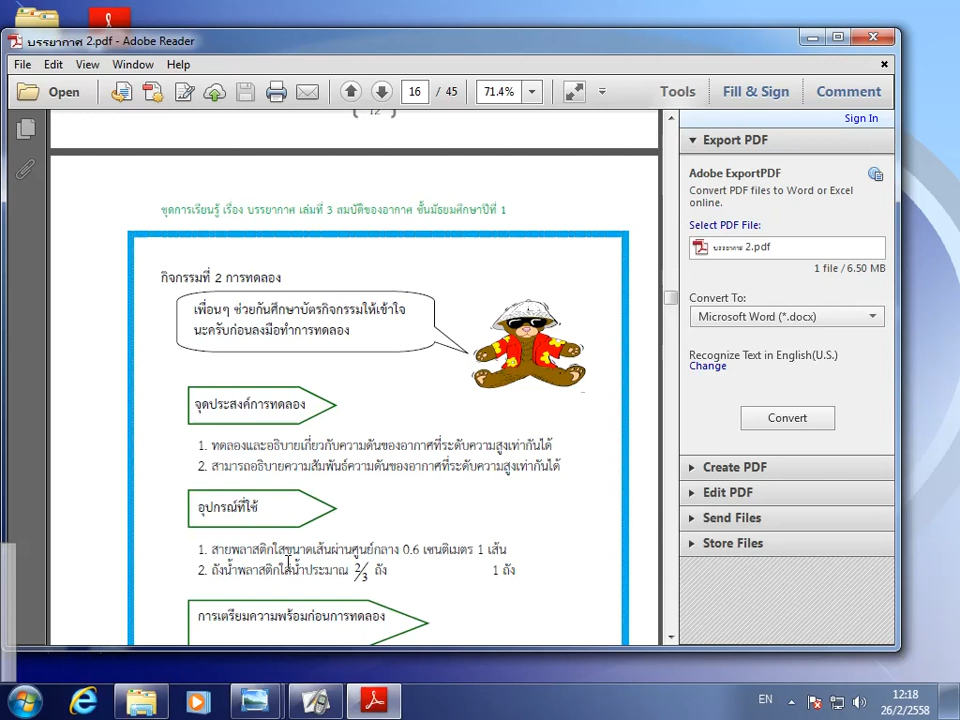 บรรยากาศ 2.pdf - Adobe Reader
File Edit View Window Help
Open 16 / 45 71.4% Tools Fill & Sign Comment
Sign In
12
ชุดการเรียนรู้ เรื่อง บรรยากาศ เล่มที่ 3 สมบัติของอากาศ ชั้นมัธยมศึกษาปีที่ 1
กิจกรรมที่ 2 การทดลอง
เพื่อนๆ ช่วยกันศึกษาบัตรกิจกรรมให้เข้าใจ
นะครับก่อนลงมือทำการทดลอง
จุดประสงค์การทดลอง
1. ทดลองและอธิบายเกี่ยวกับความดันของอากาศที่ระดับความสูงเท่ากันได้
2. สามารถอธิบายความสัมพันธ์ความดันของอากาศที่ระดับความสูงเท่ากันได้
อุปกรณ์ที่ใช้
1. สายพลาสติกใสขนาดเส้นผ่านศูนย์กลาง 0.6 เซนติเมตร 1 เส้น
2. ถังน้ำพลาสติกใส่น้ำประมาณ 2/3 ถัง 1 ถัง
การเตรียมความพร้อมก่อนการทดลอง
Export PDF
Adobe ExportPDF
Convert PDF files to Word or Excel
online.
Select PDF File:
บรรยากาศ 2.pdf
1 file / 6.50 MB
Convert To:
Microsoft Word (*.docx)
Recognize Text in English(U.S.)
Change
Convert
Create PDF
Edit PDF
Send Files
Store Files
EN
12:18
26/2/2558